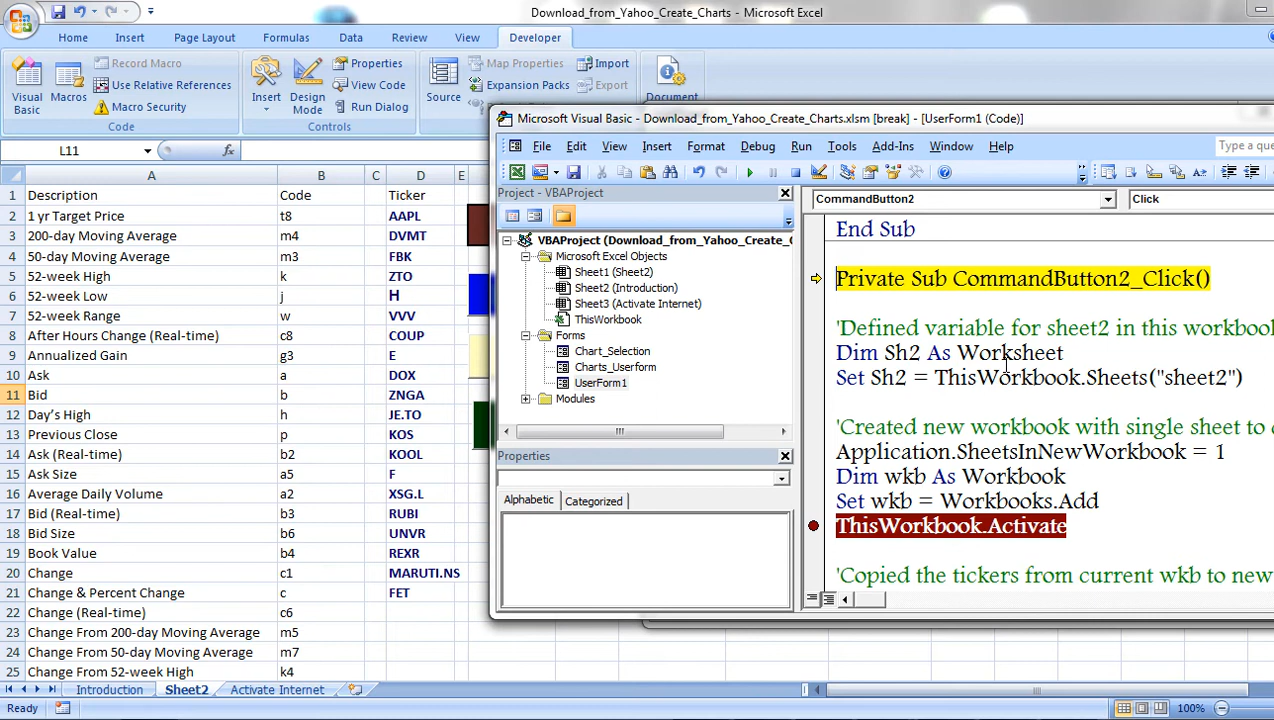 Download_from_Yahoo_Create_Charts - Microsoft Excel
Home Insert Page Layout Formulas Data Review View Developer
Visual Basic
Macros
Record Macro
Use Relative References
Macro Security
Code
Insert
Design Mode
Properties
View Code
Run Dialog
Controls
Source
Map Properties
Expansion Packs
Import
Export
Document
L11
fx
A B C D E
1 Description Code Ticker
2 1 yr Target Price t8 AAPL
3 200-day Moving Average m4 DVMT
4 50-day Moving Average m3 FBK
5 52-week High k ZTO
6 52-week Low j H
7 52-week Range w VVV
8 After Hours Change (Real-time) c8 COUP
9 Annualized Gain g3 E
10 Ask a DOX
11 Bid b ZNGA
12 Day's High h JE.TO
13 Previous Close p KOS
14 Ask (Real-time) b2 KOOL
15 Ask Size a5 F
16 Average Daily Volume a2 XSG.L
17 Bid (Real-time) b3 RUBI
18 Bid Size b6 UNVR
19 Book Value b4 REXR
20 Change c1 MARUTI.NS
21 Change & Percent Change c FET
22 Change (Real-time) c6
23 Change From 200-day Moving Average m5
24 Change From 50-day Moving Average m7
25 Change From 52-week High k4
Introduction Sheet2 Activate Internet
Ready
100%
Microsoft Visual Basic - Download_from_Yahoo_Create_Charts.xlsm [break] - [UserForm1 (Code)]
File Edit View Insert Format Debug Run Tools Add-Ins Window Help
Type a que
Project - VBAProject
VBAProject (Download_from_Yahoo_Create_
Microsoft Excel Objects
Sheet1 (Sheet2)
Sheet2 (Introduction)
Sheet3 (Activate Internet)
ThisWorkbook
Forms
Chart_Selection
Charts_Userform
UserForm1
Modules
Properties
Alphabetic Categorized
CommandButton2 Click
End Sub
Private Sub CommandButton2_Click()
'Defined variable for sheet2 in this workboo
Dim Sh2 As Worksheet
Set Sh2 = ThisWorkbook.Sheets("sheet2")
'Created new workbook with single sheet to
Application.SheetsInNewWorkbook = 1
Dim wkb As Workbook
Set wkb = Workbooks.Add
ThisWorkbook.Activate
'Copied the tickers from current wkb to new